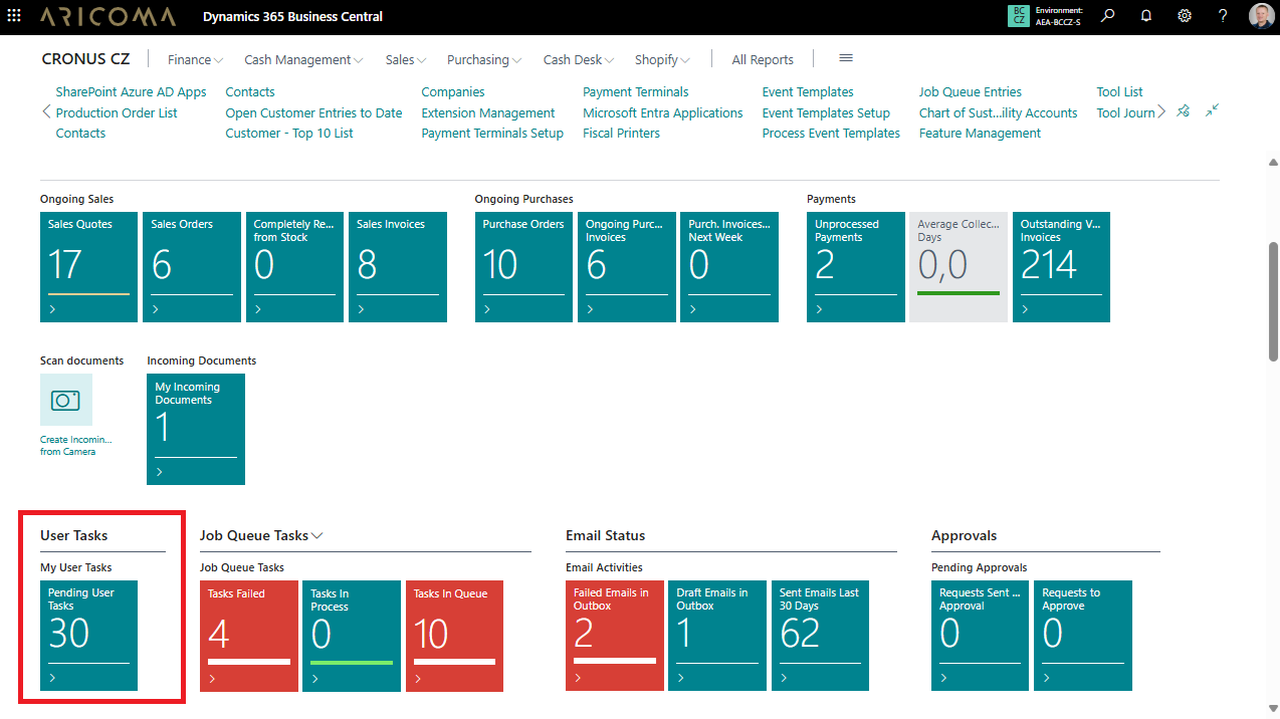 ARICOMA
Dynamics 365 Business Central
BC
CZ
Environment:
AEA-BCCZ-S
?
CRONUS CZ
Finance
Cash Management
Sales
Purchasing
Cash Desk
Shopify
All Reports
SharePoint Azure AD Apps
Contacts
Companies
Payment Terminals
Event Templates
Job Queue Entries
Tool List
Production Order List
Open Customer Entries to Date
Extension Management
Microsoft Entra Applications
Event Templates Setup
Chart of Sust...ility Accounts
Tool Journ
Contacts
Customer - Top 10 List
Payment Terminals Setup
Fiscal Printers
Process Event Templates
Feature Management
Ongoing Sales
Sales Quotes
17
Sales Orders
6
Completely Re...
from Stock
0
Sales Invoices
8
Ongoing Purchases
Purchase Orders
10
Ongoing Purc...
Invoices
6
Purch. Invoices...
Next Week
0
Payments
Unprocessed
Payments
2
Average Collec...
Days
0,0
Outstanding V...
Invoices
214
Scan documents
Create Incomin...
from Camera
Incoming Documents
My Incoming
Documents
1
User Tasks
My User Tasks
Pending User
Tasks
30
Job Queue Tasks
Job Queue Tasks
Tasks Failed
4
Tasks In
Process
0
Tasks In Queue
10
Email Status
Email Activities
Failed Emails in
Outbox
2
Draft Emails in
Outbox
1
Sent Emails Last
30 Days
62
Approvals
Pending Approvals
Requests Sent ...
Approval
0
Requests to
Approve
0